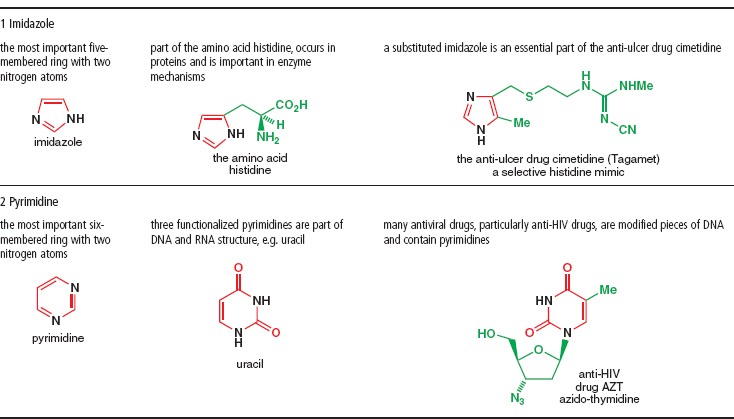 1 Imidazole
the most important five-
membered ring with two
nitrogen atoms
part of the amino acid histidine, occurs in
proteins and is important in enzyme
mechanisms
a substituted imidazole is an essential part of the anti-ulcer drug cimetidine
N
NH
imidazole
CO2H
H
NH2
N
NH
the amino acid
histidine
N
N
H
Me
S
H
N
NHMe
N
CN
the anti-ulcer drug cimetidine (Tagamet)
a selective histidine mimic
2 Pyrimidine
the most important six-
membered ring with two
nitrogen atoms
three functionalized pyrimidines are part of
DNA and RNA structure, e.g. uracil
many antiviral drugs, particularly anti-HIV drugs, are modified pieces of DNA
and contain pyrimidines
N
N
pyrimidine
O
NH
N
H
O
uracil
O
Me
HN
O
N
HO
O
N3
anti-HIV
drug AZT
azido-thymidine